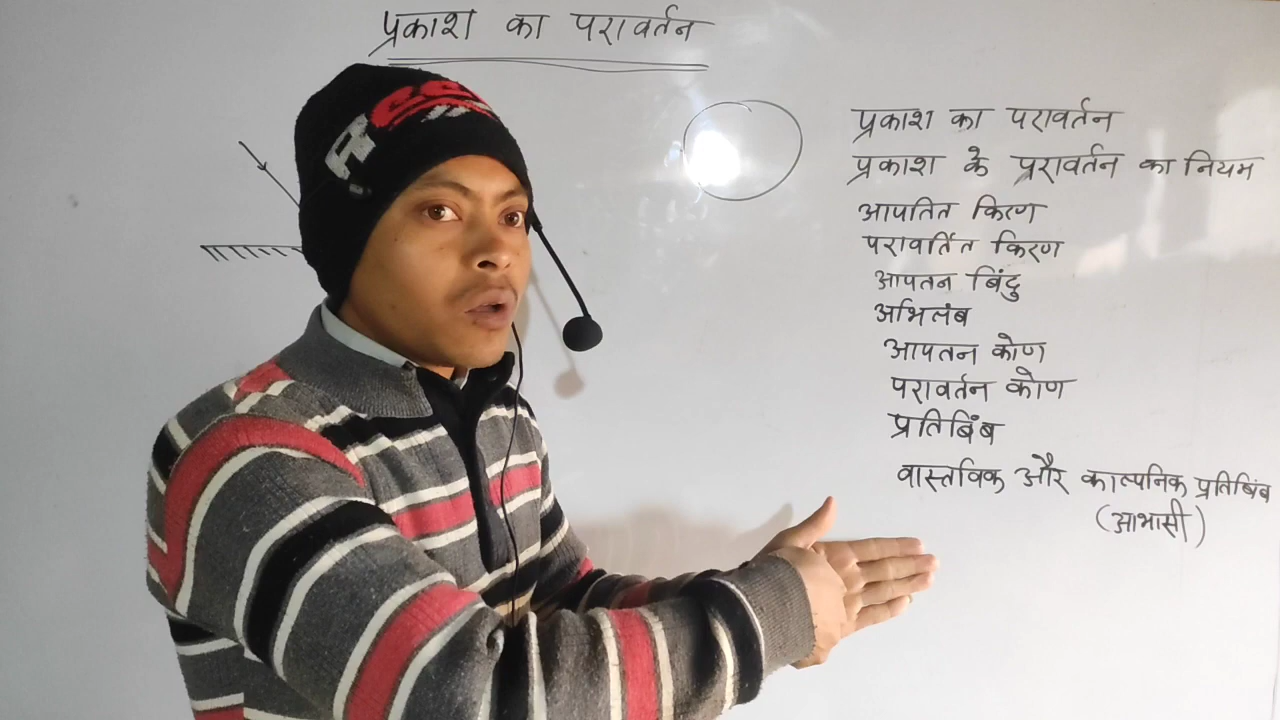 प्रकाश का परावर्तन
प्रकाश का परावर्तन
प्रकाश के प्ररावर्तन का नियम
आपतित किरण
परावर्तित किरण
आपतन बिंदु
अभिलंब
आपतन कोण
परावर्तन कोण
प्रतिबिंब
वास्तविक और काल्पनिक प्रतिबिंब
(आभासी)